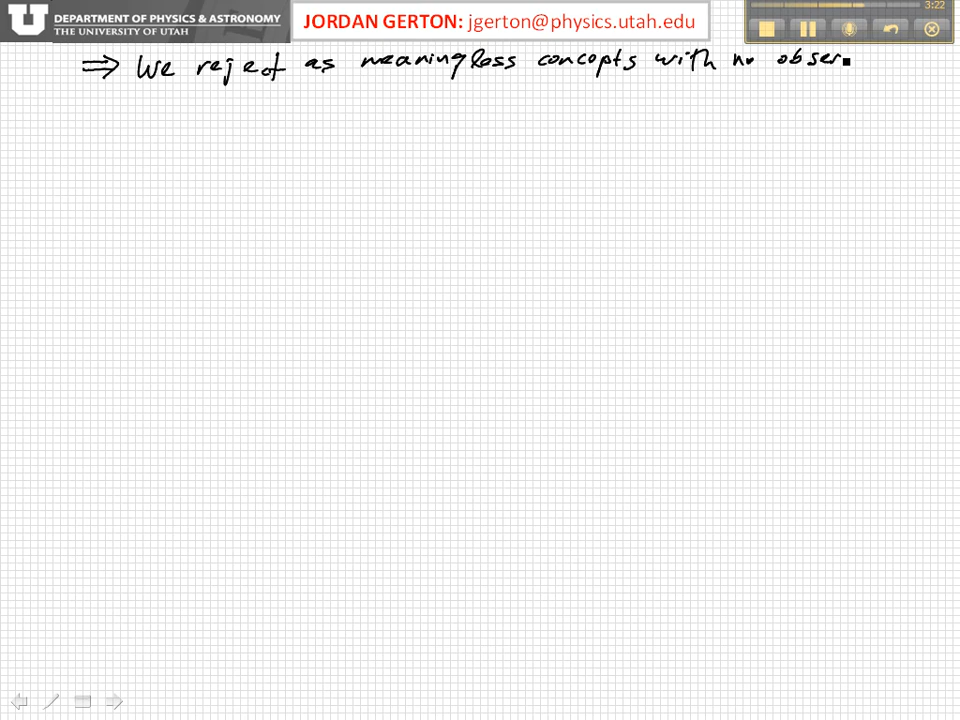 U DEPARTMENT OF PHYSICS & ASTRONOMY
THE UNIVERSITY OF UTAH
JORDAN GERTON: jgerton@physics.utah.edu
3:22
⇒ We reject as meaningless concepts with no obser